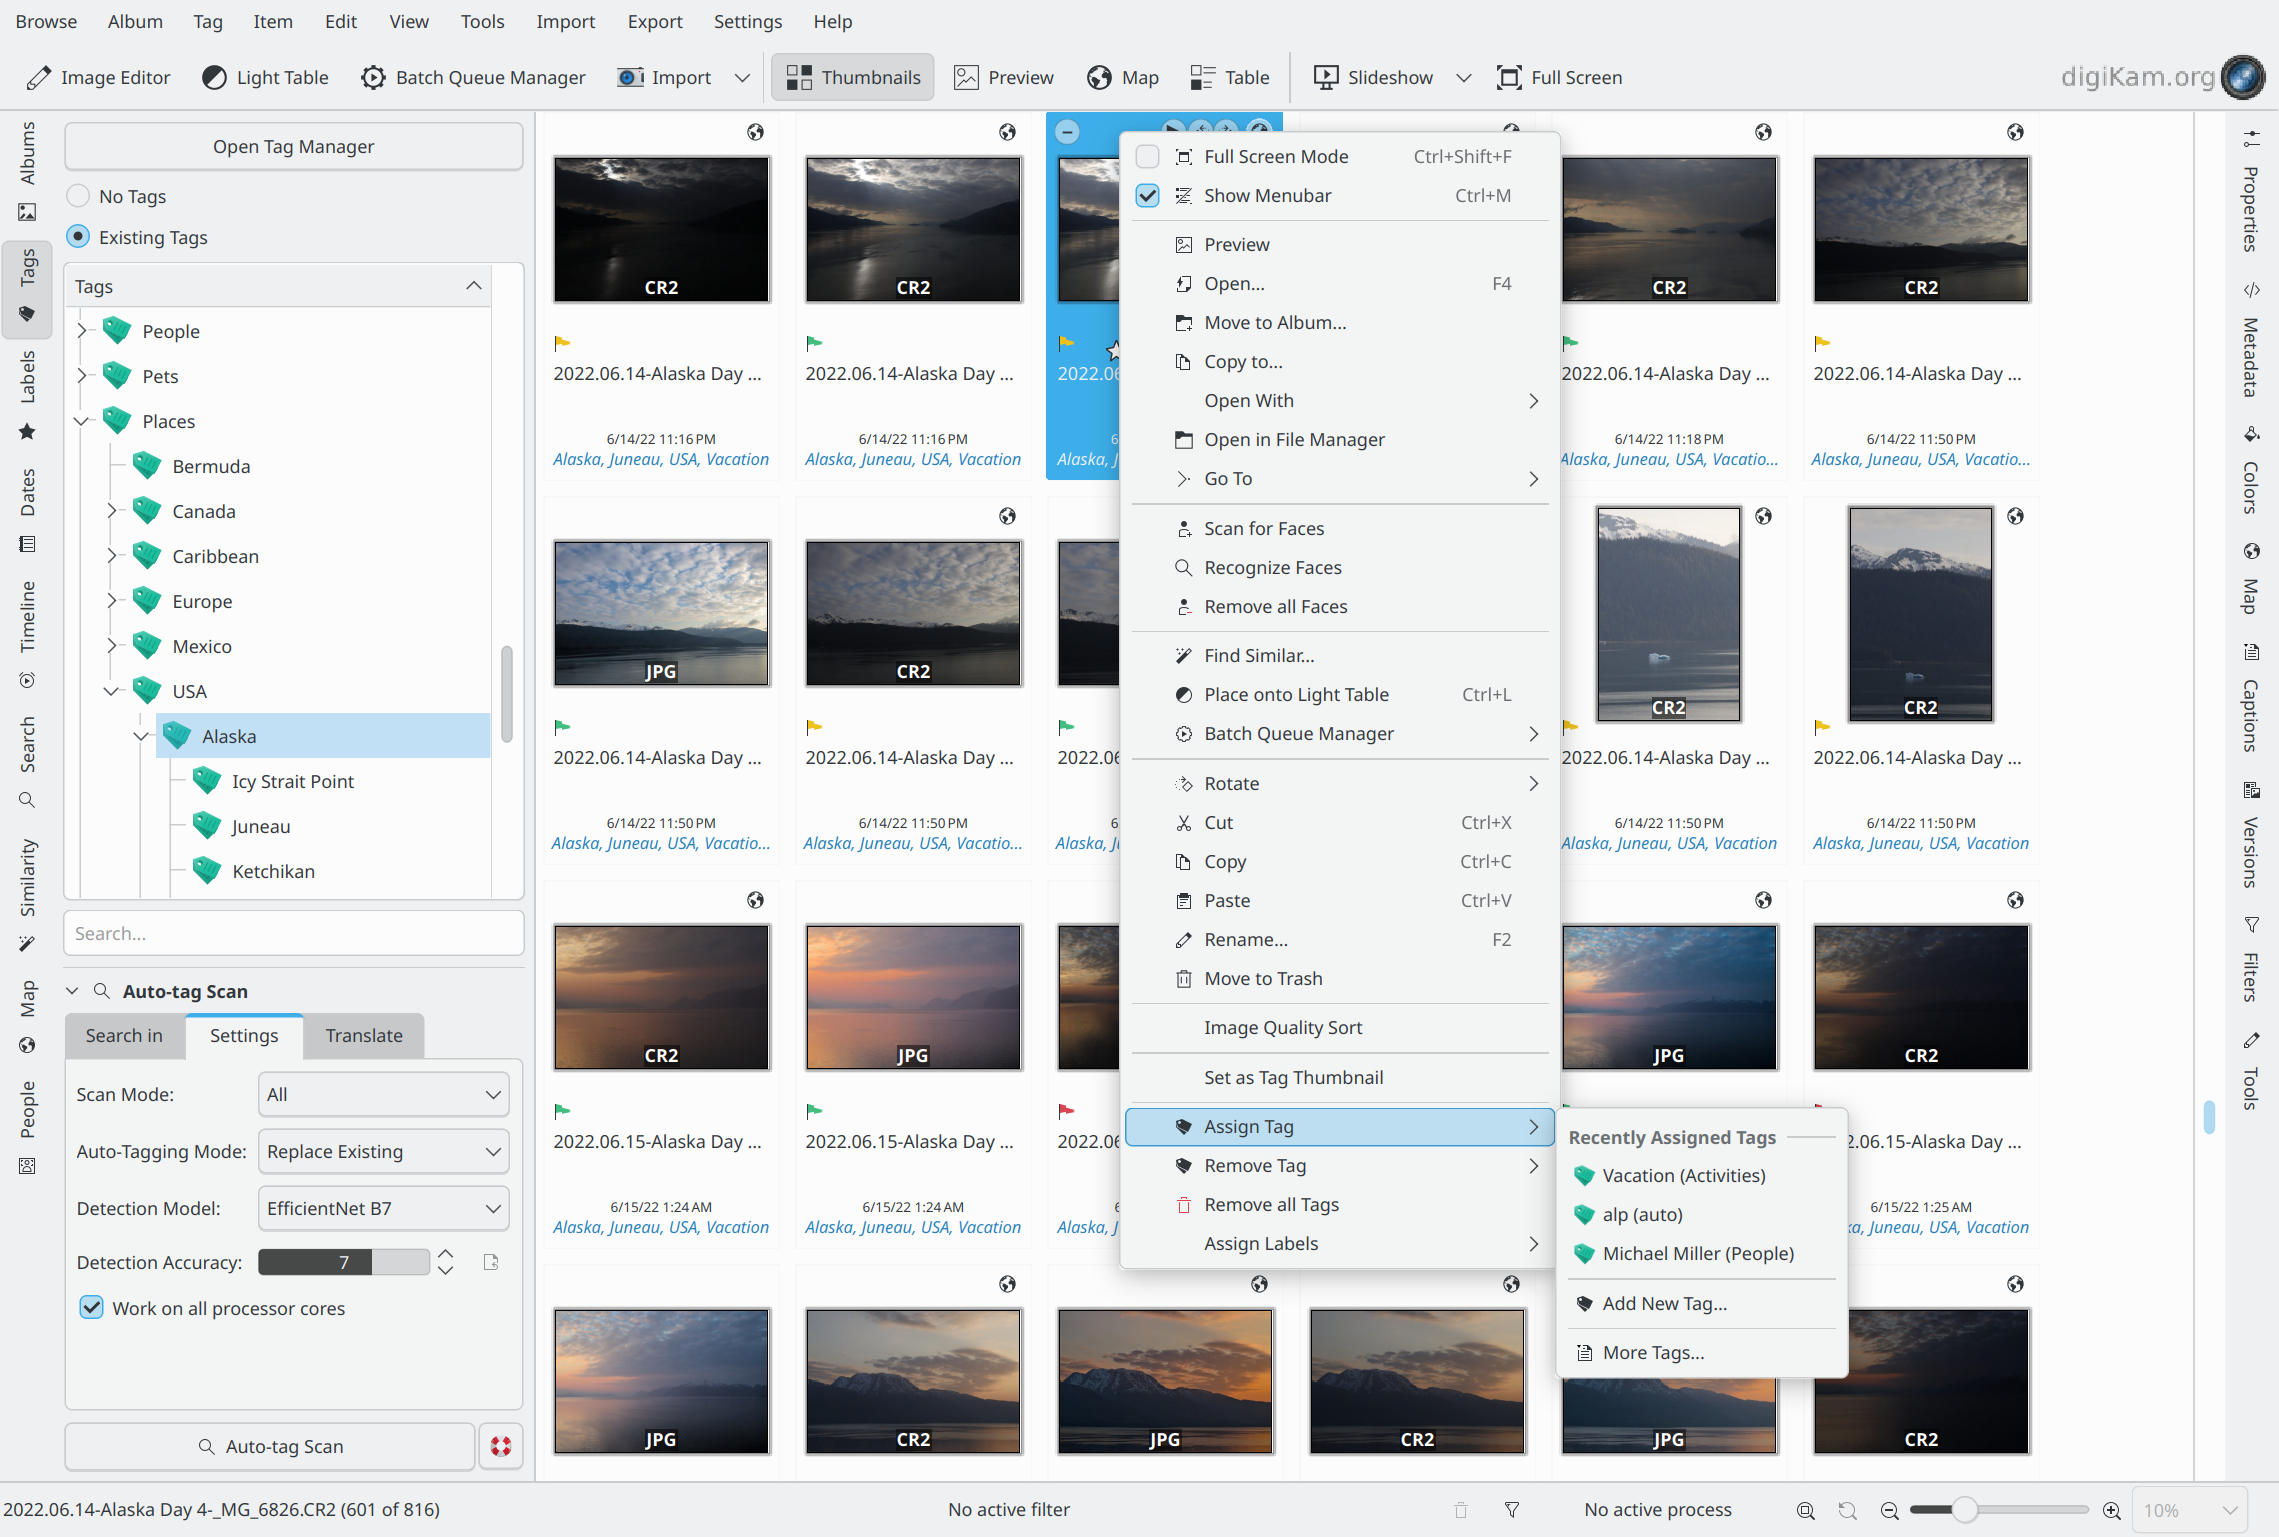 Browse Album Tag Item Edit View Tools Import Export Settings Help
Image Editor Light Table Batch Queue Manager Import Thumbnails Preview Map Table Slideshow Full Screen digiKam.org
Albums
Tags
Labels
Dates
Timeline
Search
Similarity
Map
People
Open Tag Manager
No Tags
Existing Tags
Tags
People
Pets
Places
Bermuda
Canada
Caribbean
Europe
Mexico
USA
Alaska
Icy Strait Point
Juneau
Ketchikan
Search...
Auto-tag Scan
Search in Settings Translate
Scan Mode: All
Auto-Tagging Mode: Replace Existing
Detection Model: EfficientNet B7
Detection Accuracy: 7
Work on all processor cores
Auto-tag Scan
CR2 CR2 CR2 CR2
2022.06.14-Alaska Day ... 2022.06.14-Alaska Day ... 2022.06 2022.06.14-Alaska Day ... 2022.06.14-Alaska Day ...
6/14/22 11:16 PM 6/14/22 11:16 PM 6 6/14/22 11:18 PM 6/14/22 11:50 PM
Alaska, Juneau, USA, Vacation Alaska, Juneau, USA, Vacation Alaska, J Alaska, Juneau, USA, Vacatio... Alaska, Juneau, USA, Vacatio...
JPG CR2 CR2 CR2
2022.06.14-Alaska Day ... 2022.06.14-Alaska Day ... 2022.06 2022.06.14-Alaska Day ... 2022.06.14-Alaska Day ...
6/14/22 11:50 PM 6/14/22 11:50 PM 6 6/14/22 11:50 PM 6/14/22 11:50 PM
Alaska, Juneau, USA, Vacatio... Alaska, Juneau, USA, Vacatio... Alaska, J Alaska, Juneau, USA, Vacation Alaska, Juneau, USA, Vacation
CR2 JPG JPG CR2
2022.06.15-Alaska Day ... 2022.06.15-Alaska Day ... 2022.06 2.06.15-Alaska Day ...
6/15/22 1:24 AM 6/15/22 1:24 AM 6/15/22 1:25 AM
Alaska, Juneau, USA, Vacation Alaska, Juneau, USA, Vacation Alaska, J ka, Juneau, USA, Vacation
JPG CR2 JPG CR2 JPG CR2
Full Screen Mode Ctrl+Shift+F
Show Menubar Ctrl+M
Preview
Open... F4
Move to Album...
Copy to...
Open With
Open in File Manager
Go To
Scan for Faces
Recognize Faces
Remove all Faces
Find Similar...
Place onto Light Table Ctrl+L
Batch Queue Manager
Rotate
Cut Ctrl+X
Copy Ctrl+C
Paste Ctrl+V
Rename... F2
Move to Trash
Image Quality Sort
Set as Tag Thumbnail
Assign Tag
Remove Tag
Remove all Tags
Assign Labels
Recently Assigned Tags
Vacation (Activities)
alp (auto)
Michael Miller (People)
Add New Tag...
More Tags...
Properties
Metadata
Colors
Map
Captions
Versions
Filters
Tools
2022.06.14-Alaska Day 4-_MG_6826.CR2 (601 of 816) No active filter No active process 10%